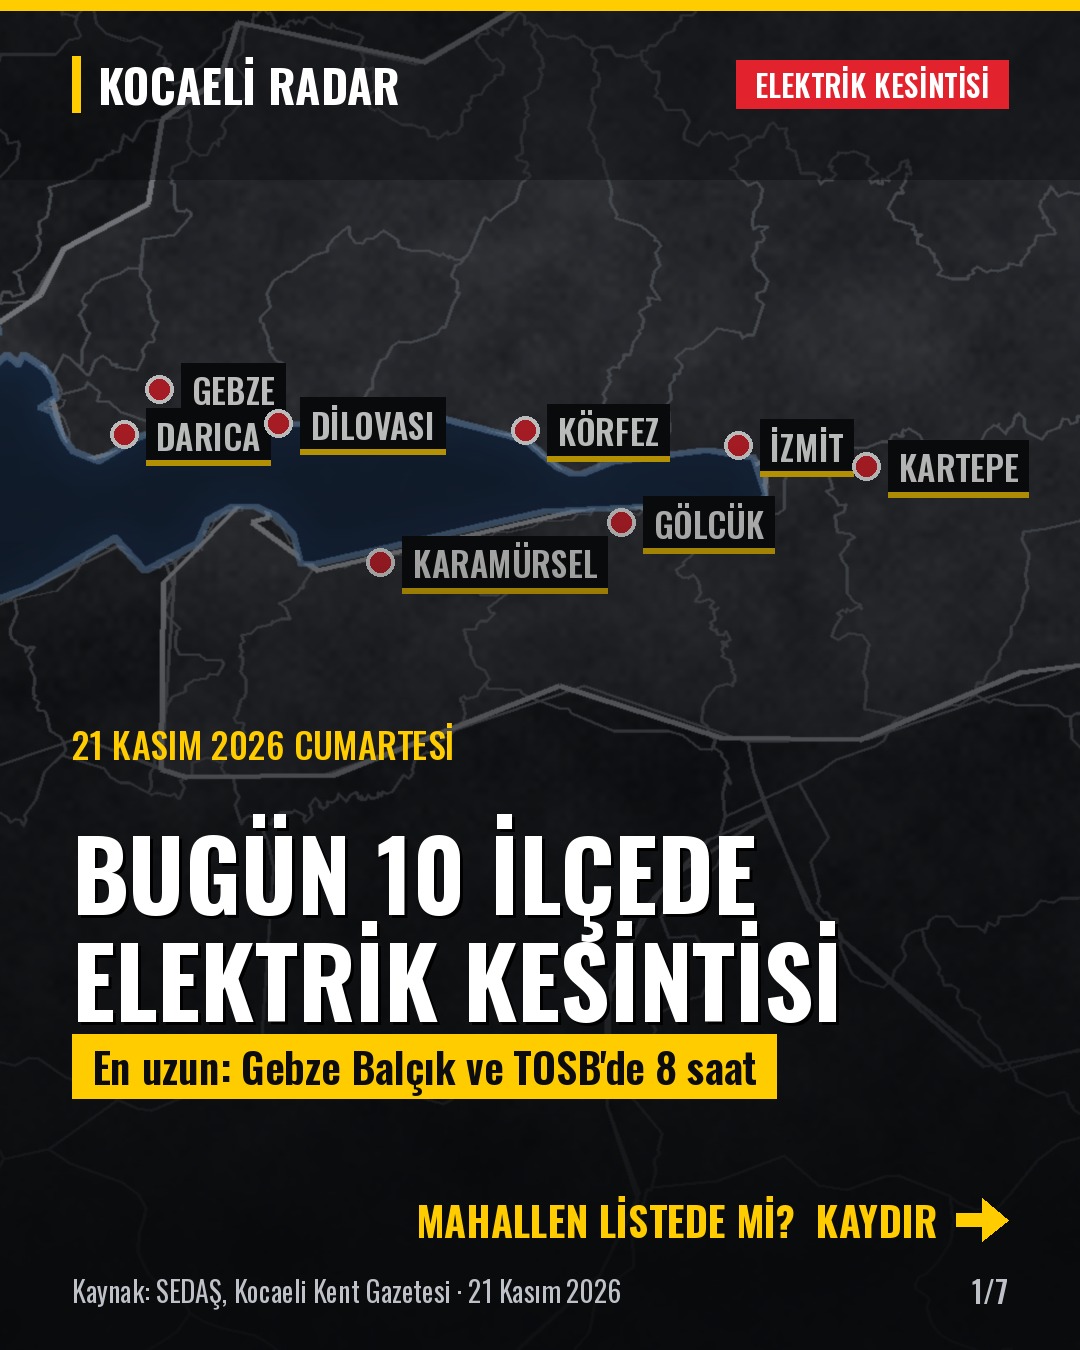 KOCAELİ RADAR
ELEKTRİK KESİNTİSİ
GEBZE
DARICA
DİLOVASI
KÖRFEZ
İZMİT
KARTEPE
GÖLCÜK
KARAMÜRSEL
21 KASIM 2026 CUMARTESİ
BUGÜN 10 İLÇEDE
ELEKTRİK KESİNTİSİ
En uzun: Gebze Balçık ve TOSB'de 8 saat
MAHALLEN LİSTEDE Mİ? KAYDIR
Kaynak: SEDAŞ, Kocaeli Kent Gazetesi · 21 Kasım 2026
1/7